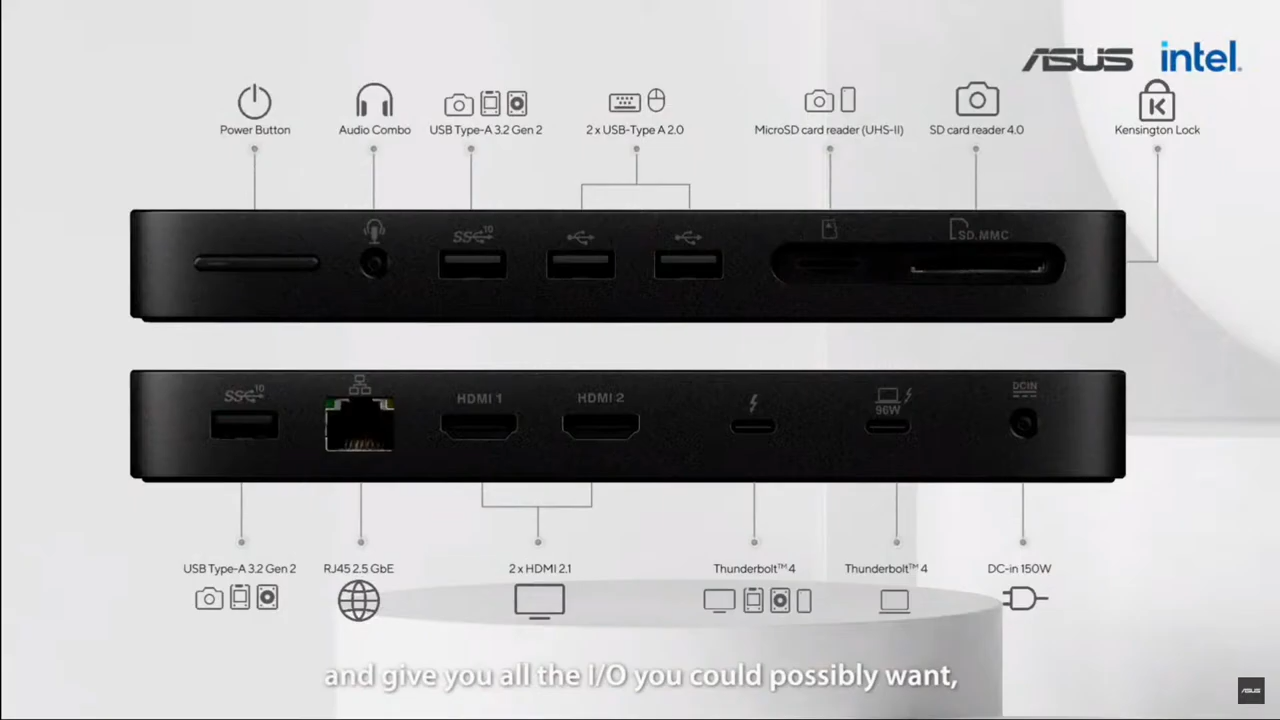 ASUS intel.
Power Button
Audio Combo
USB Type-A 3.2 Gen 2
2 x USB-Type A 2.0
MicroSD card reader (UHS-II)
SD card reader 4.0
K
Kensington Lock
SS 10
SD.MMC
SS 10
HDMI 1
HDMI 2
96W
DCIN
USB Type-A 3.2 Gen 2
RJ45 2.5 GbE
2 x HDMI 2.1
Thunderbolt™ 4
Thunderbolt™ 4
DC-in 150W
and give you all the I/O you could possibly want,
ASUS